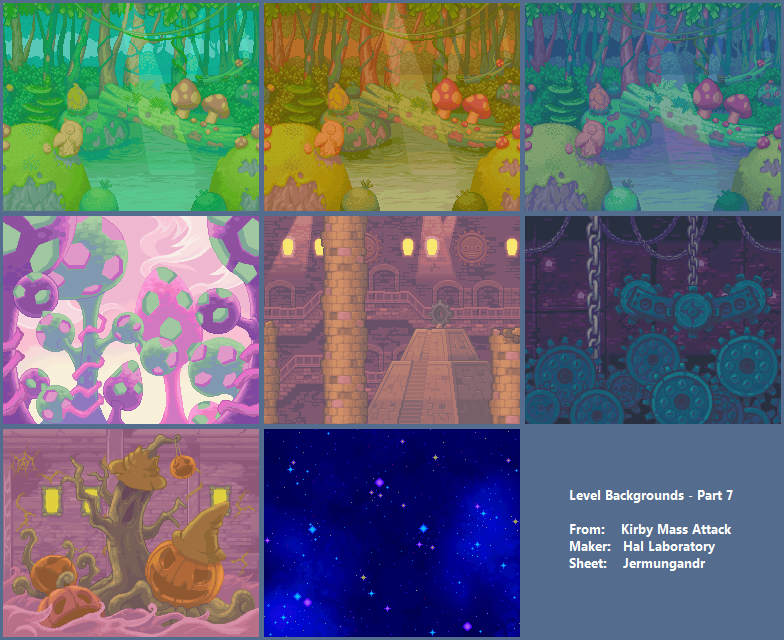 Level Backgrounds - Part 7
From: Kirby Mass Attack
Maker: Hal Laboratory
Sheet: Jermungandr